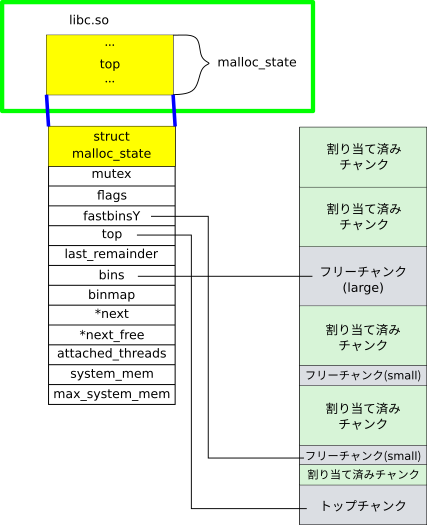 libc.so
...
top
...
malloc_state
struct
malloc_state
mutex
flags
fastbinsY
top
last_remainder
bins
binmap
*next
*next_free
attached_threads
system_mem
max_system_mem
割り当て済み
チャンク
割り当て済み
チャンク
フリーチャンク
(large)
割り当て済み
チャンク
フリーチャンク(small)
割り当て済み
チャンク
フリーチャンク(small)
割り当て済みチャンク
トップチャンク